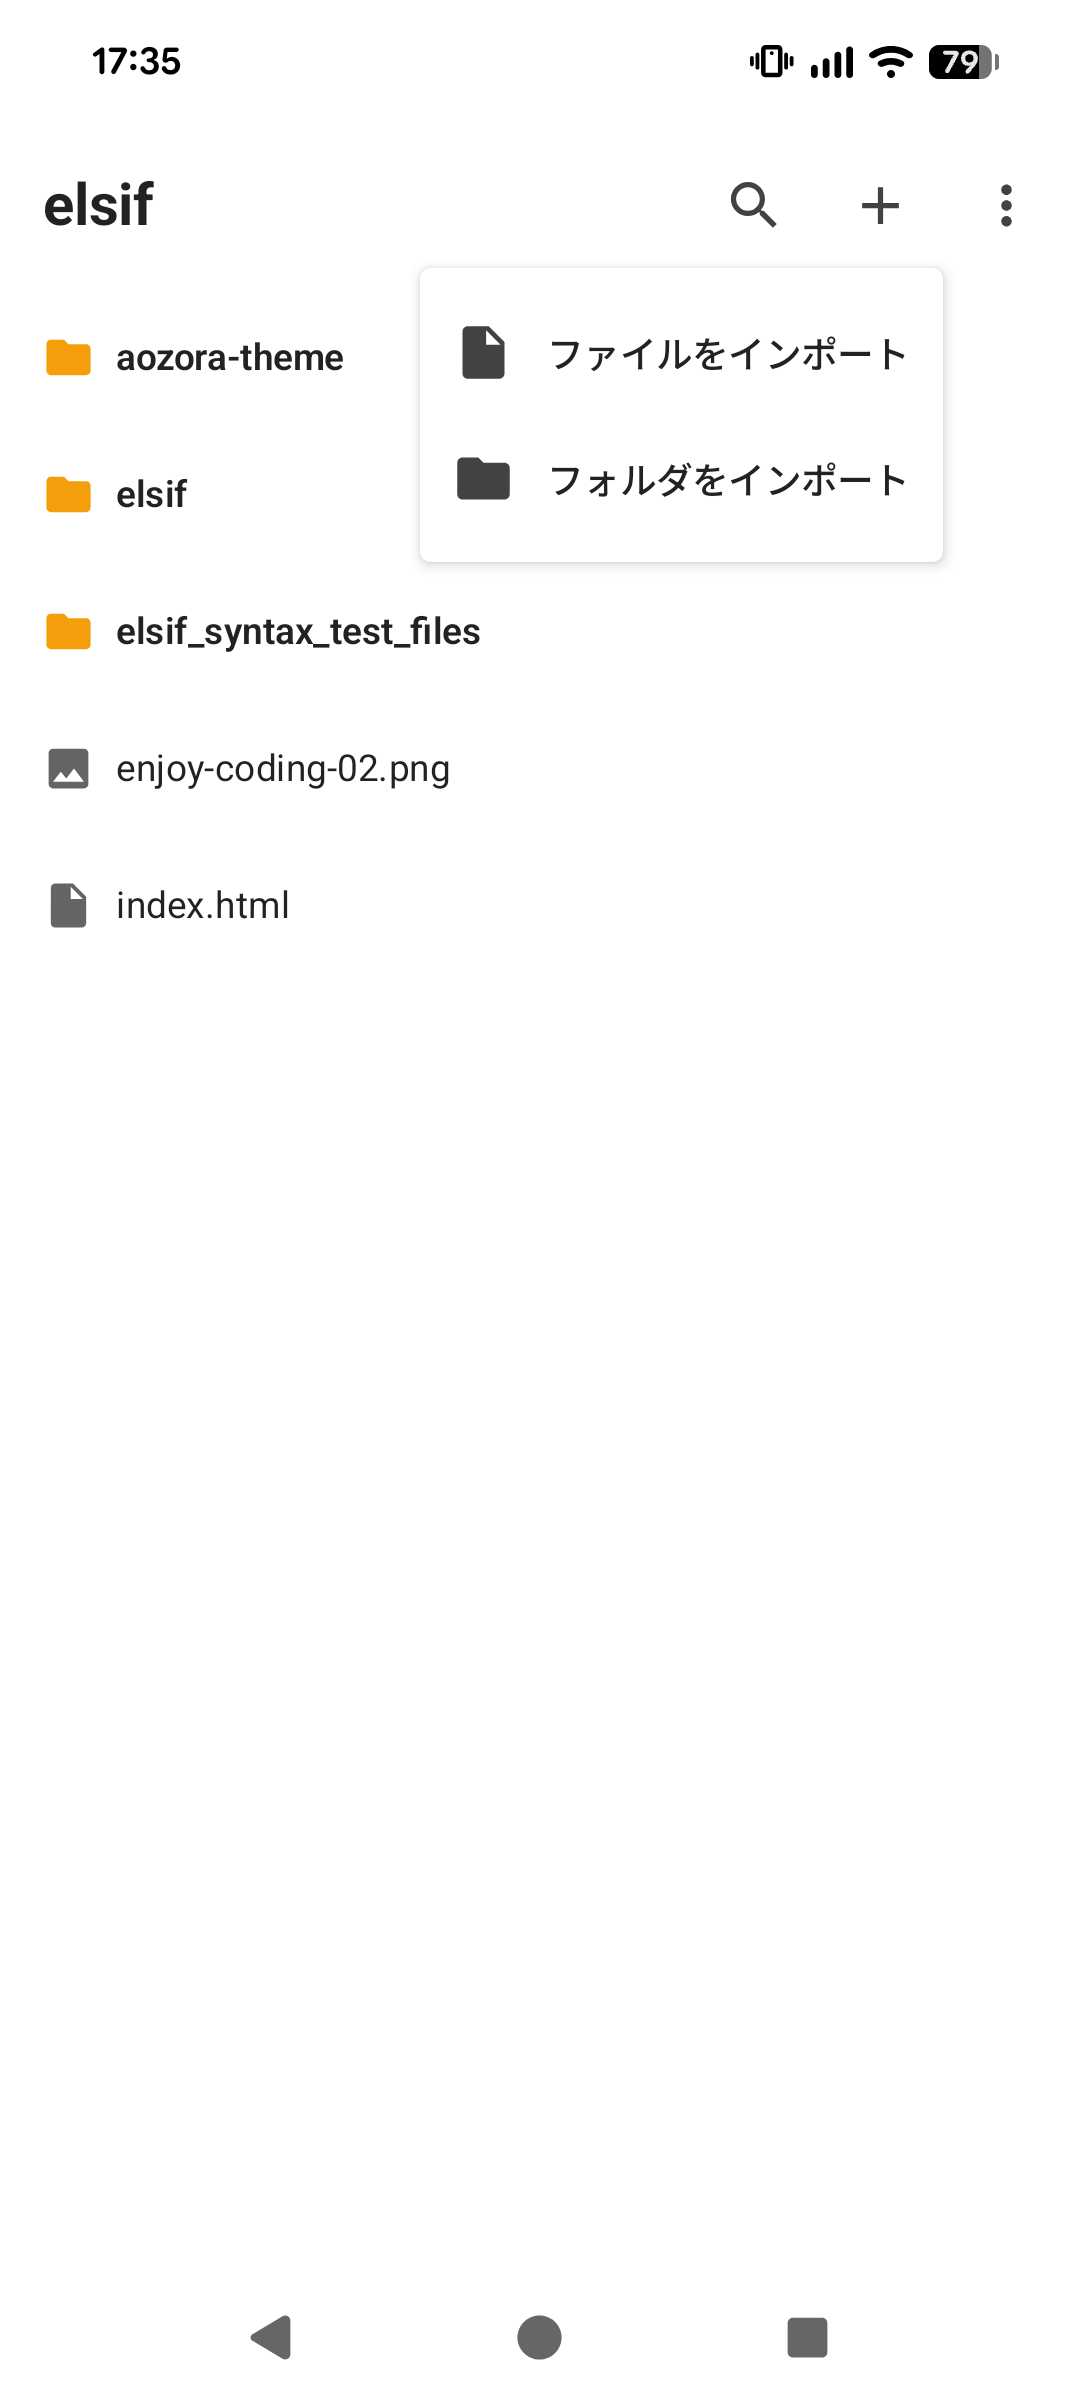 17:35
79
elsif
aozora-theme
ファイルをインポート
elsif
フォルダをインポート
elsif_syntax_test_files
enjoy-coding-02.png
index.html